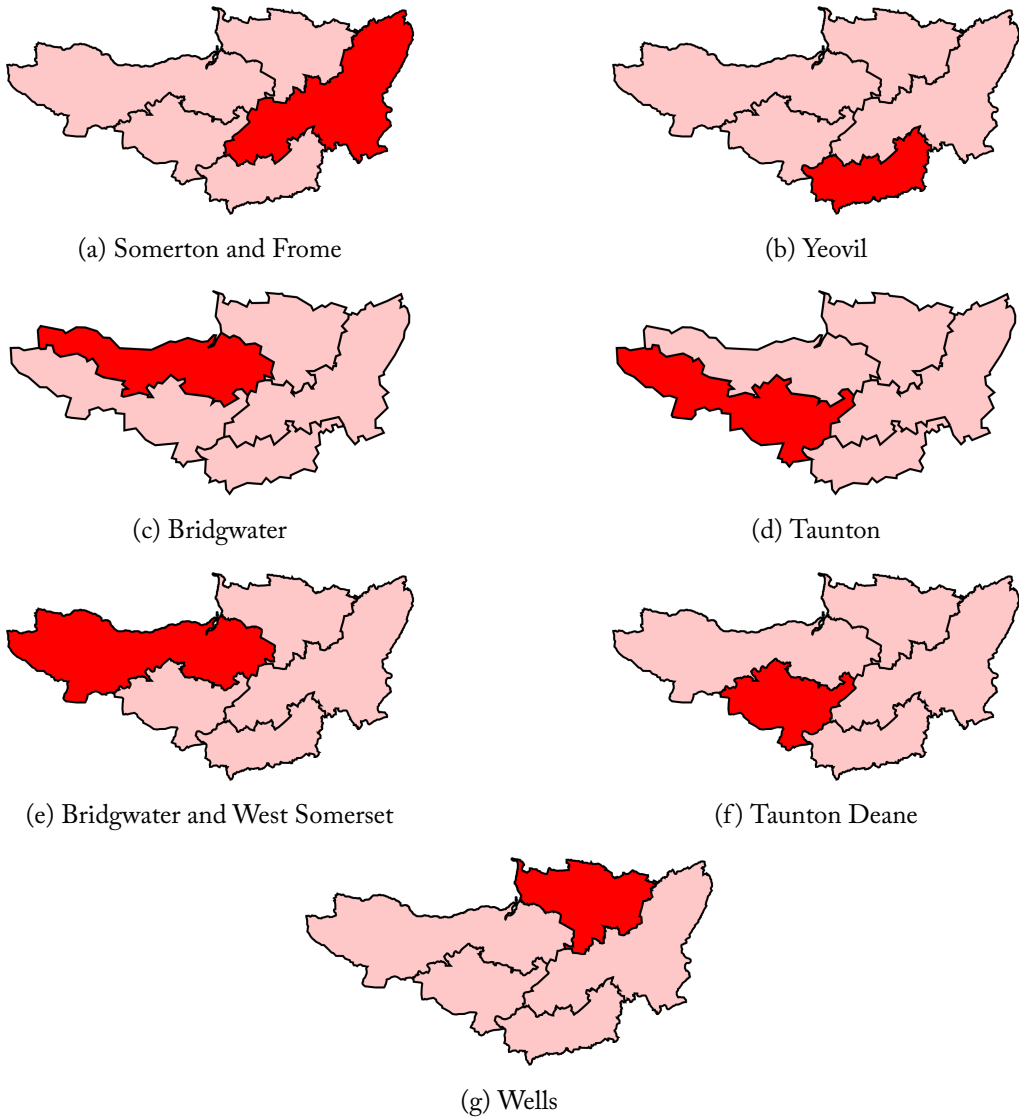 (a) Somerton and Frome
(b) Yeovil
(c) Bridgwater
(d) Taunton
(e) Bridgwater and West Somerset
(f) Taunton Deane
(g) Wells